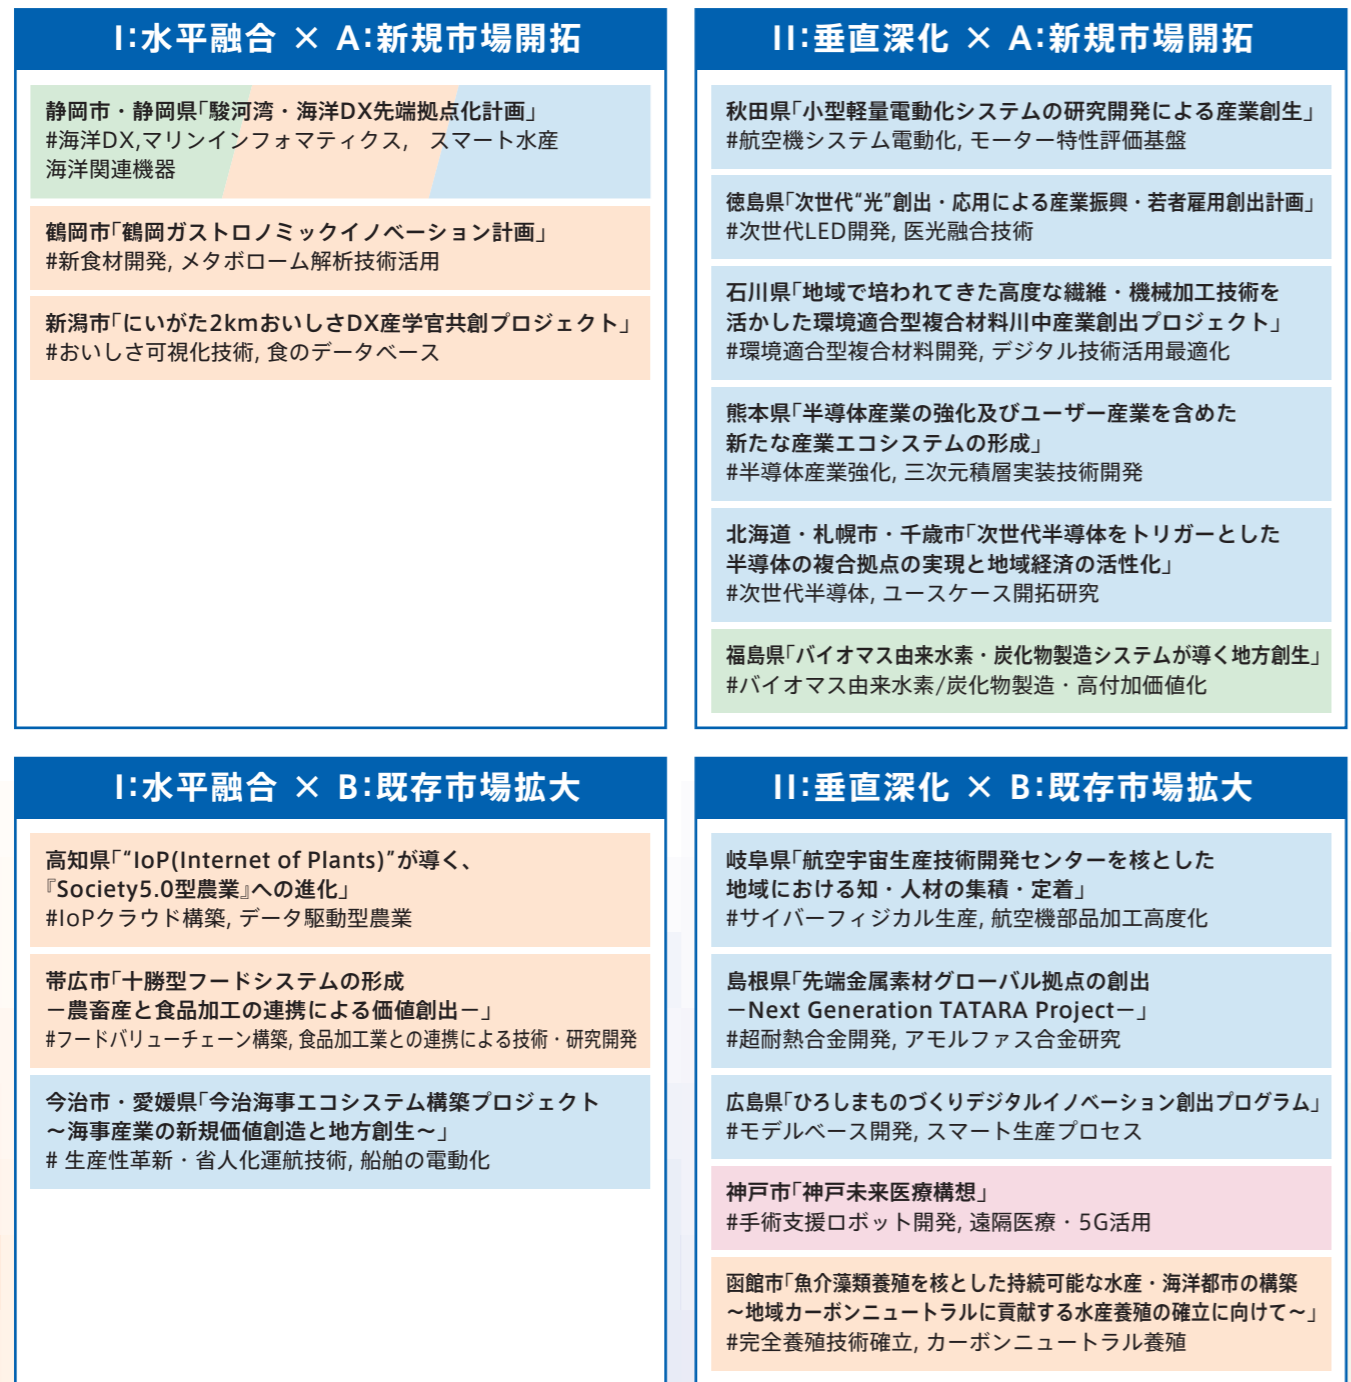 I:水平融合 × A:新規市場開拓
静岡市・静岡県「駿河湾・海洋DX先端拠点化計画」
#海洋DX,マリンインフォマティクス, スマート水産
海洋関連機器
鶴岡市「鶴岡ガストロノミックイノベーション計画」
#新食材開発, メタボローム解析技術活用
新潟市「にいがた2kmおいしさDX産学官共創プロジェクト」
#おいしさ可視化技術, 食のデータベース
II:垂直深化 × A:新規市場開拓
秋田県「小型軽量電動化システムの研究開発による産業創生」
#航空機システム電動化, モーター特性評価基盤
徳島県「次世代“光”創出・応用による産業振興・若者雇用創出計画」
#次世代LED開発, 医光融合技術
石川県「地域で培われてきた高度な繊維・機械加工技術を
活かした環境適合型複合材料川中産業創出プロジェクト」
#環境適合型複合材料開発, デジタル技術活用最適化
熊本県「半導体産業の強化及びユーザー産業を含めた
新たな産業エコシステムの形成」
#半導体産業強化, 三次元積層実装技術開発
北海道・札幌市・千歳市「次世代半導体をトリガーとした
半導体の複合拠点の実現と地域経済の活性化」
#次世代半導体, ユースケース開拓研究
福島県「バイオマス由来水素・炭化物製造システムが導く地方創生」
#バイオマス由来水素/炭化物製造・高付加価値化
I:水平融合 × B:既存市場拡大
高知県「“IoP(Internet of Plants)”が導く、
『Society5.0型農業』への進化」
#IoPクラウド構築, データ駆動型農業
帯広市「十勝型フードシステムの形成
－農畜産と食品加工の連携による価値創出－」
#フードバリューチェーン構築, 食品加工業との連携による技術・研究開発
今治市・愛媛県「今治海事エコシステム構築プロジェクト
～海事産業の新規価値創造と地方創生～」
# 生産性革新・省人化運航技術, 船舶の電動化
II:垂直深化 × B:既存市場拡大
岐阜県「航空宇宙生産技術開発センターを核とした
地域における知・人材の集積・定着」
#サイバーフィジカル生産, 航空機部品加工高度化
島根県「先端金属素材グローバル拠点の創出
－Next Generation TATARA Project－」
#超耐熱合金開発, アモルファス合金研究
広島県「ひろしまものづくりデジタルイノベーション創出プログラム」
#モデルベース開発, スマート生産プロセス
神戸市「神戸未来医療構想」
#手術支援ロボット開発, 遠隔医療・5G活用
函館市「魚介藻類養殖を核とした持続可能な水産・海洋都市の構築
～地域カーボンニュートラルに貢献する水産養殖の確立に向けて～」
#完全養殖技術確立, カーボンニュートラル養殖